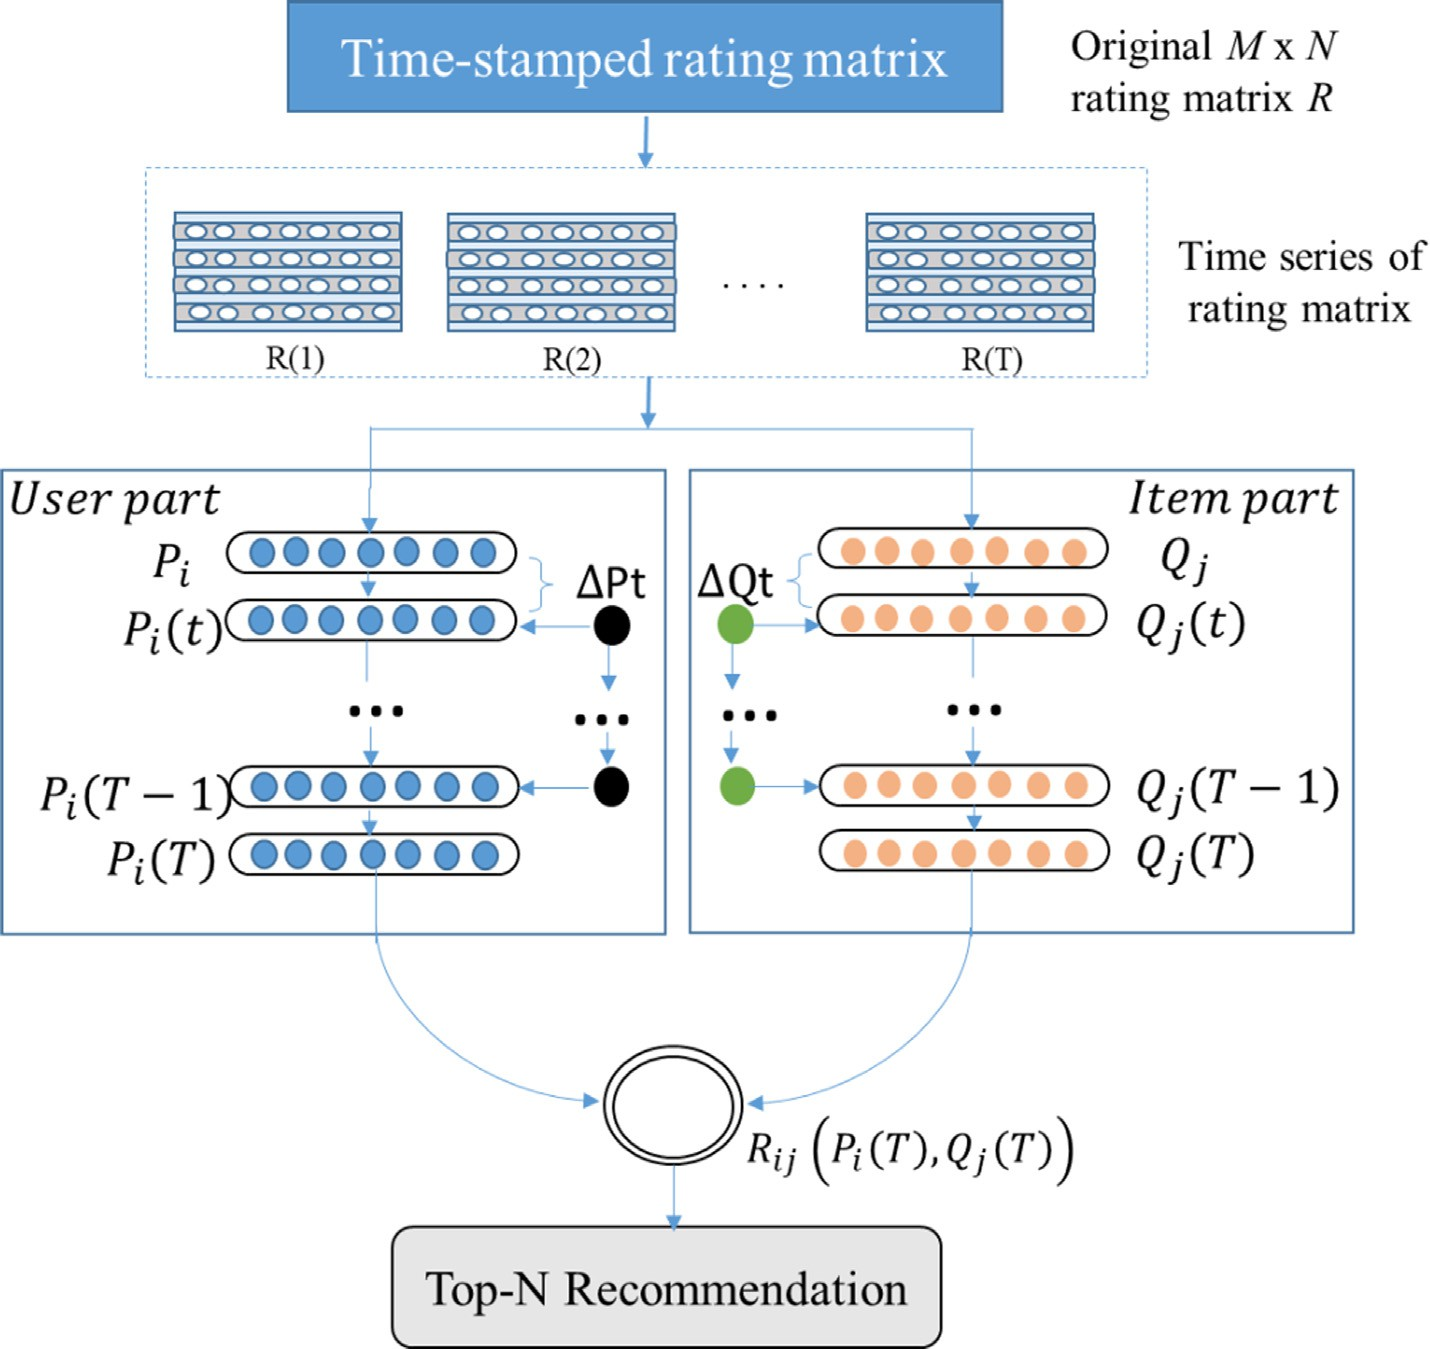 Time-stamped rating matrix
Original M x N
rating matrix R
Time series of
rating matrix
. . . .
R(1)
R(2)
R(T)
User part
Item part
P_i
ΔPt
ΔQt
Q_j
P_i(t)
Q_j(t)
...
...
...
...
P_i(T − 1)
Q_j(T − 1)
P_i(T)
Q_j(T)
R_ij (P_i(T), Q_j(T))
Top-N Recommendation